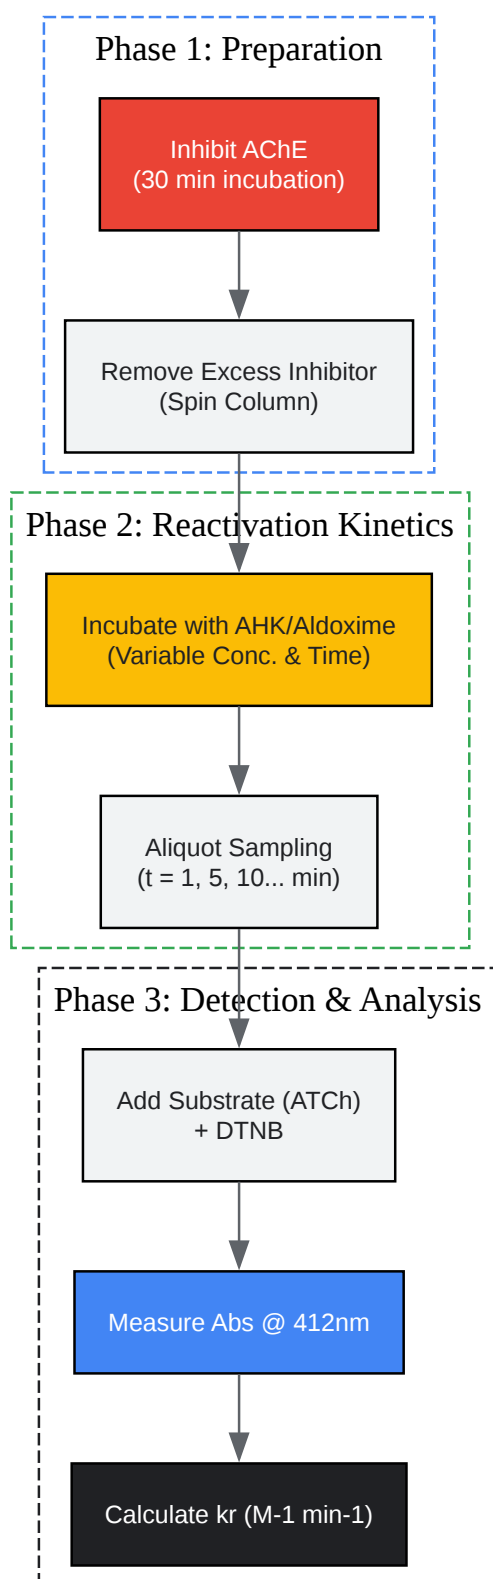 Phase 1: Preparation
Inhibit AChE
(30 min incubation)
Remove Excess Inhibitor
(Spin Column)
Phase 2: Reactivation Kinetics
Incubate with AHK/Aldoxime
(Variable Conc. & Time)
Aliquot Sampling
(t = 1, 5, 10... min)
Phase 3: Detection & Analysis
Add Substrate (ATCh)
+ DTNB
Measure Abs @ 412nm
Calculate kr (M-1 min-1)